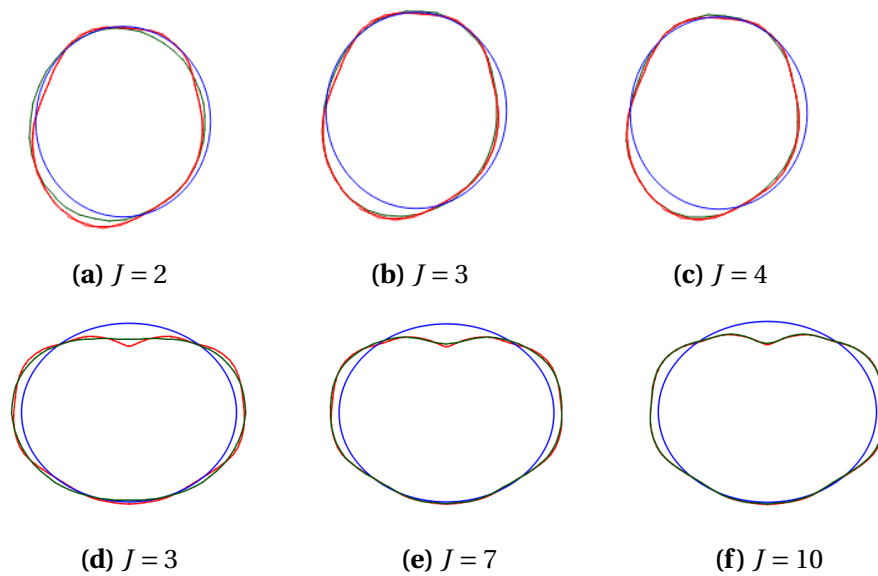 (a) J = 2 (b) J = 3 (c) J = 4
(d) J = 3 (e) J = 7 (f) J = 10